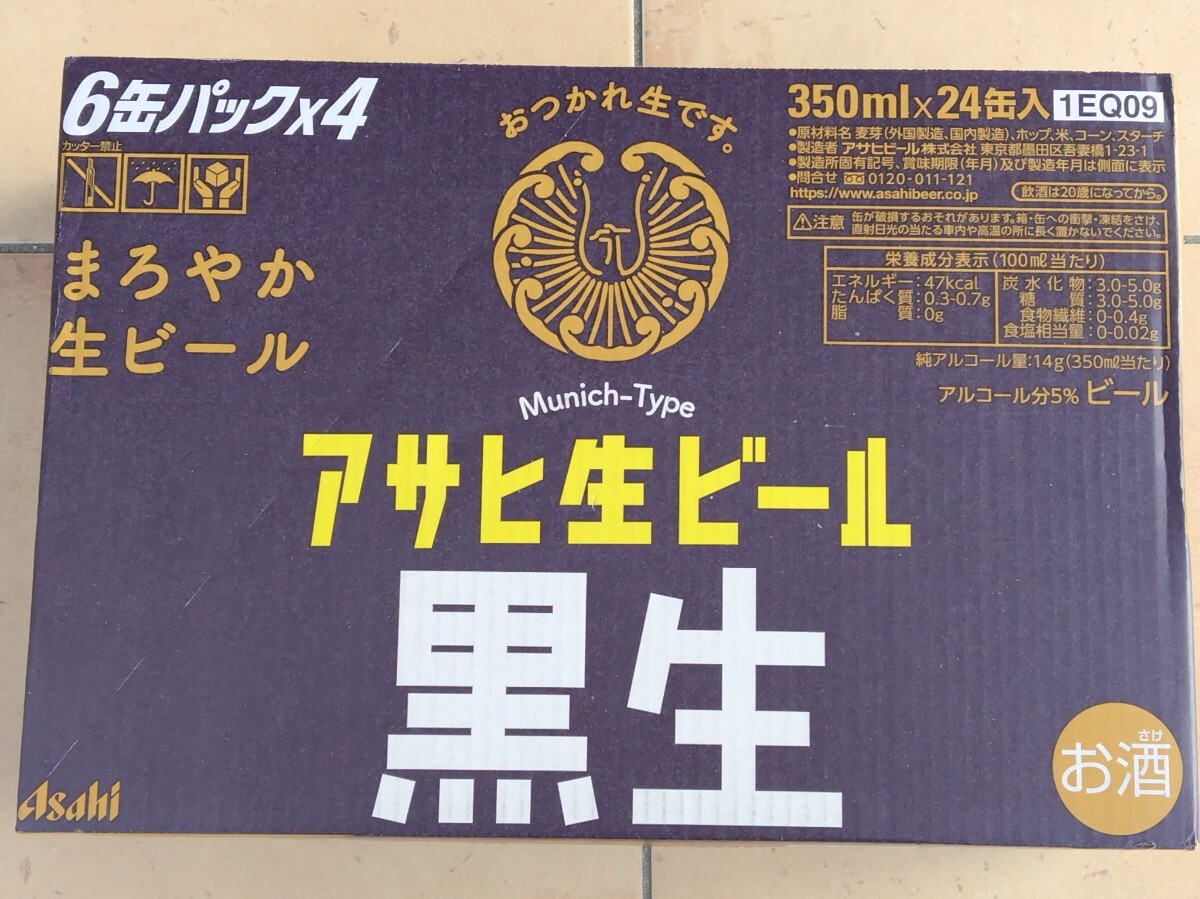 6缶パックx4
カッター禁止
まろやか
生ビール
おつかれ生です。
Munich-Type
アサヒ生ビール
黒生
350ml×24缶入 1EQ09
●原材料名 麦芽(外国製造、国内製造)、ホップ、米、コーン、スターチ
●製造者 アサヒビール株式会社 東京都墨田区吾妻橋1-23-1
●製造所固有記号、賞味期限(年月)及び製造年月は側面に表示
●問合せ 0120-011-121
https://www.asahibeer.co.jp 飲酒は20歳になってから。
注意 缶が破損するおそれがあります。箱・缶への衝撃・凍結をさけ、
直射日光の当たる車内や高温の所に長く置かないでください。
栄養成分表示(100㎖当たり)
エネルギー:47kcal
たんぱく質:0.3-0.7g
脂質:0g
炭水化物:3.0-5.0g
糖質:3.0-5.0g
食物繊維:0-0.4g
食塩相当量:0-0.02g
純アルコール量:14g(350㎖当たり)
アルコール分5% ビール
Asahi
さけ
お酒